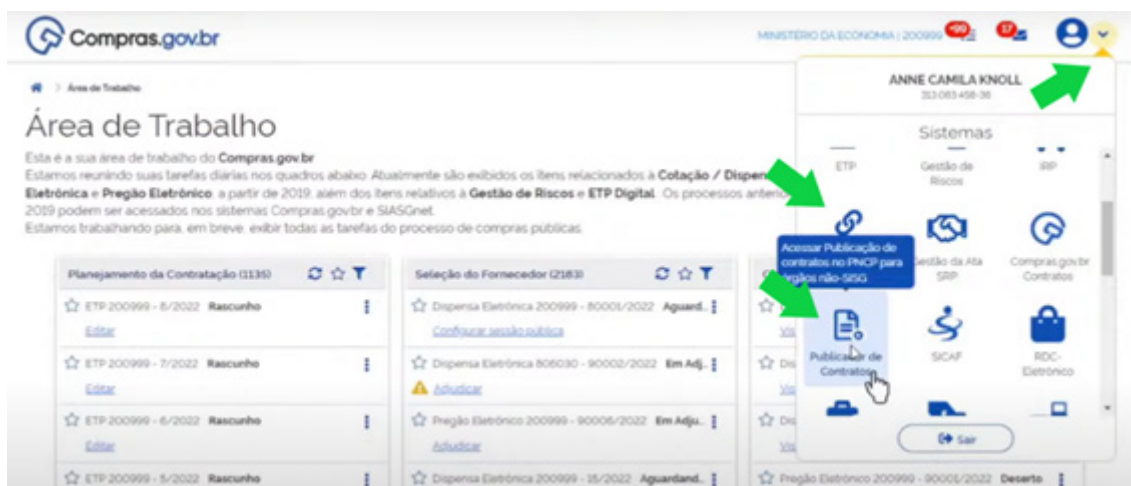 Compras.gov.br
MINISTÉRIO DA ECONOMIA | 200999 +99 17
Área de Trabalho
Área de Trabalho
Esta é a sua área de trabalho do Compras.gov.br
Estamos reunindo suas tarefas diárias nos quadros abaixo. Atualmente são exibidos os itens relacionados à Cotação /
Eletrônica e Pregão Eletrônico, a partir de 2019, além dos itens relativos à Gestão de Riscos e ETP Digital. Os processos
2019 podem ser acessados nos sistemas Compras.gov.br e SIASGnet.
Estamos trabalhando para, em breve, exibir todas as tarefas do processo de compras públicas.
Planejamento da Contratação (1135)
ETP 200999 - 8/2022 Rascunho
Editar
ETP 200999 - 7/2022 Rascunho
Editar
ETP 200999 - 6/2022 Rascunho
Editar
ETP 200999 - 5/2022 Rascunho
Seleção do Fornecedor (2183)
Dispensa Eletrônica 200999 - 80001/2022 Aguard..
Configurar sessão pública
Dispensa Eletrônica 806030 - 90002/2022 Em Adj..
Adjudicar
Pregão Eletrônico 200999 - 90006/2022 Em Adju..
Adjudicar
Dispensa Eletrônica 200999 - 15/2022 Aguardand..
Pregão Eletrônico 200999 - 90001/2022 Deserto
ANNE CAMILA KNOLL
313.083.458-36
Sistemas
ETP
Gestão de
Riscos
IRP
Acessar Publicação de
contratos no PNCP para
órgãos não-SISG
Gestão da Ata
SRP
Compras.gov.br
Contratos
Publicador de
Contratos
SICAF
RDC-
Eletrônico
Sair